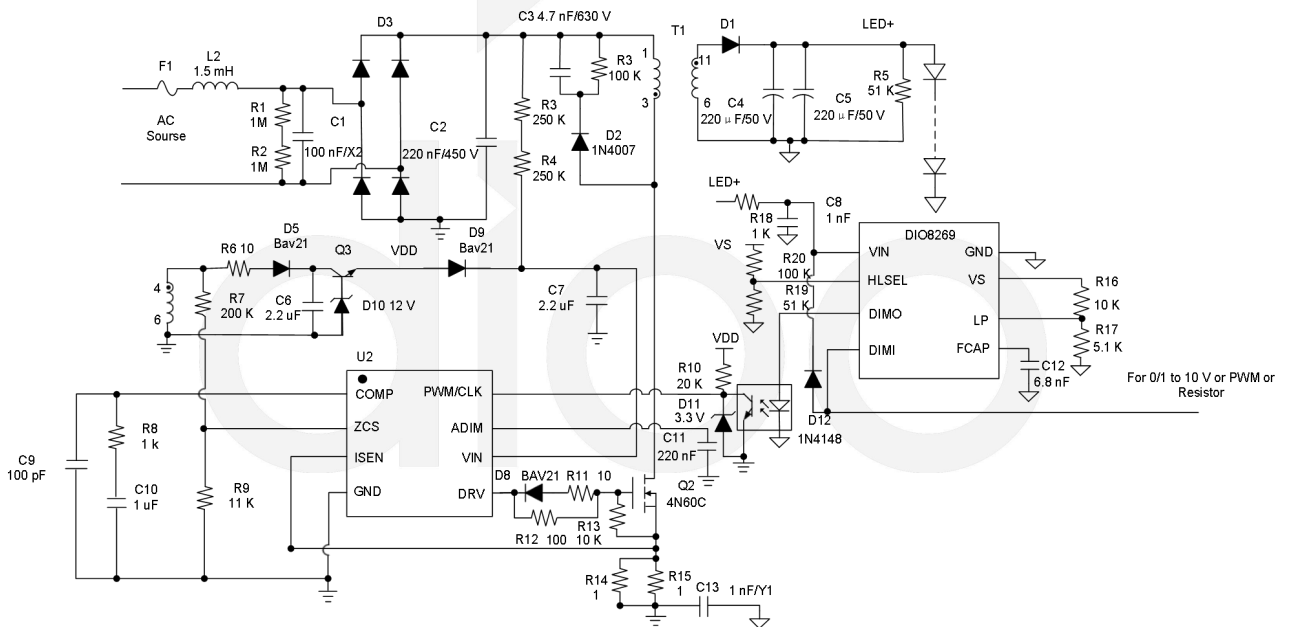 C3 4.7 nF/630 V
D3
T1
D1
LED+
L2
1.5 mH
F1
AC
Sourse
R1
1M
R2
1M
C1
100 nF/X2
C2
220 nF/450 V
R3
100 K
R3
250 K
R4
250 K
D2
1N4007
1
3
11
6
C4
220 μF/50 V
C5
220 μF/50 V
R5
51 K
LED+
R18
1 K
C8
1 nF
VS
R20
100 K
R19
51 K
DIO8269
VIN
HLSEL
DIMO
DIMI
GND
VS
LP
FCAP
R16
10 K
R17
5.1 K
C12
6.8 nF
For 0/1 to 10 V or PWM or
Resistor
D12
1N4148
R6 10
D5
Bav21
Q3
VDD
D9
Bav21
4
6
R7
200 K
C6
2.2 uF
D10 12 V
C7
2.2 uF
U2
COMP
ZCS
ISEN
GND
PWM/CLK
ADIM
VIN
DRV
VDD
R10
20 K
D11
3.3 V
C11
220 nF
R8
1 k
C9
100 pF
C10
1 uF
R9
11 K
D8
BAV21
R11 10
Q2
4N60C
R12 100
R13
10 K
R14
1
R15
1
C13
1 nF/Y1
dioo